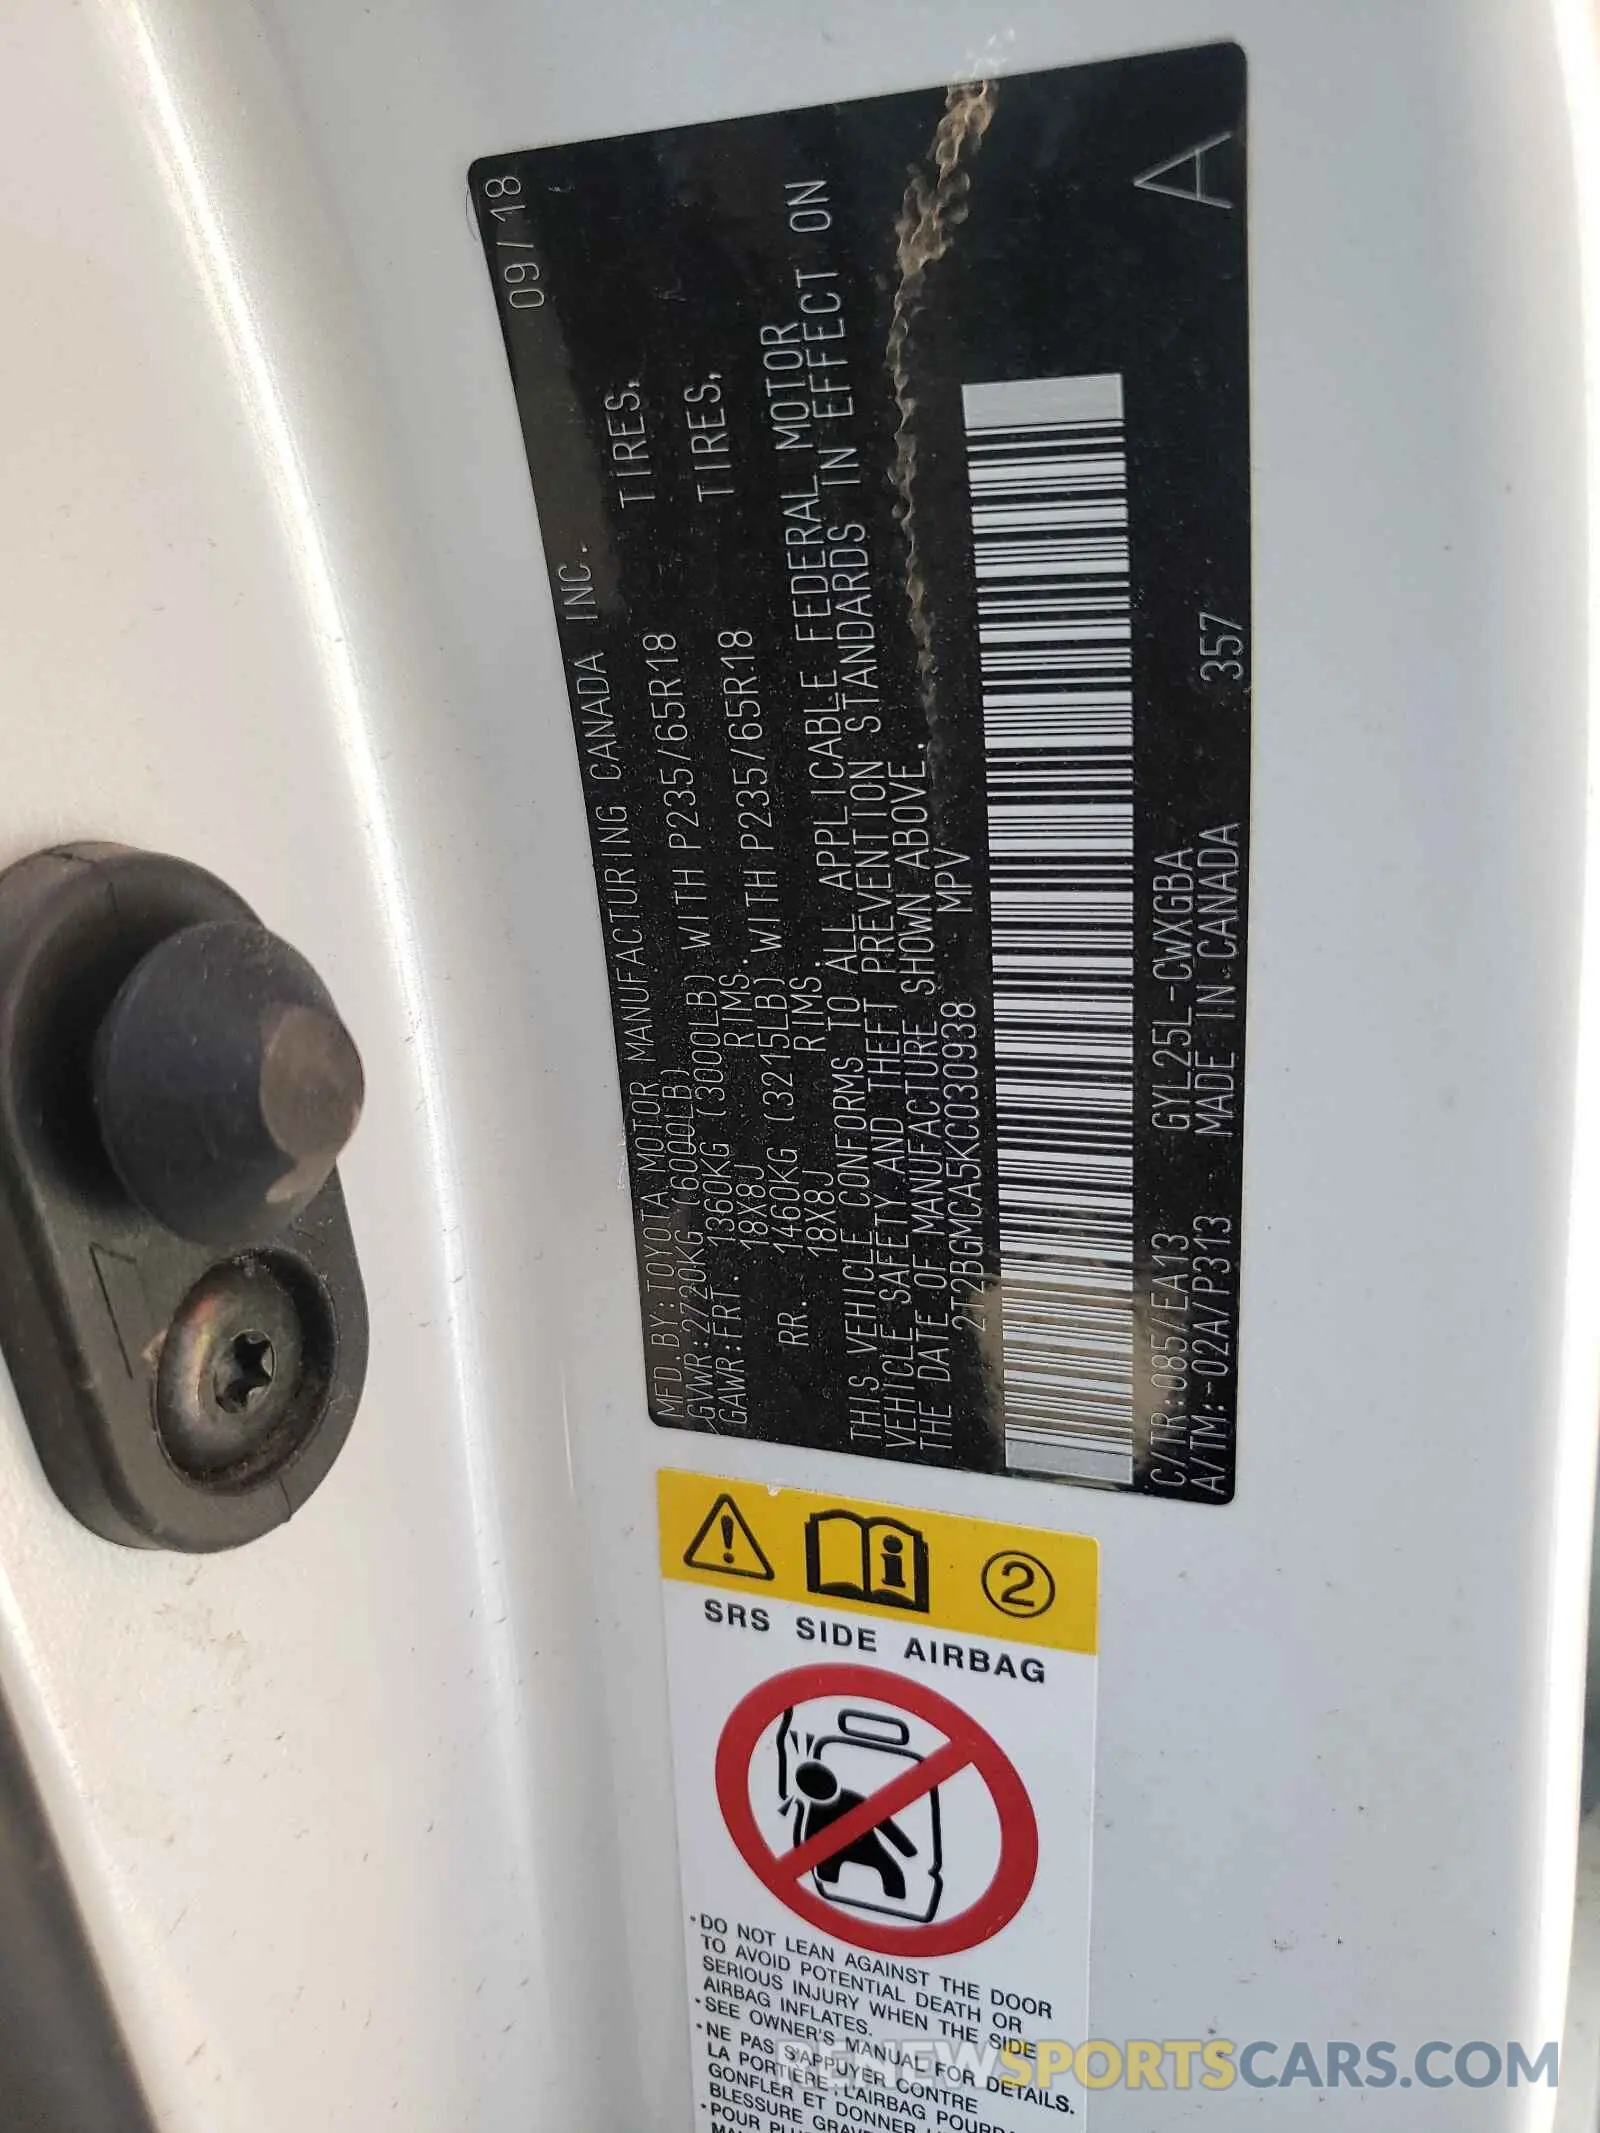 MFD.BY:TOYOTA MOTOR MANUFACTURING CANADA INC. 09/18
GVWR:2720KG (6000LB)
GAWR:FRT. 1360KG (3000LB) WITH P235/65R18 TIRES,
18X8J RIMS.
RR. 1460KG (3215LB) WITH P235/65R18 TIRES,
18X8J RIMS.
THIS VEHICLE CONFORMS TO ALL APPLICABLE FEDERAL MOTOR
VEHICLE SAFETY AND THEFT PREVENTION STANDARDS IN EFFECT ON
THE DATE OF MANUFACTURE SHOWN ABOVE.
2T2BGMCA5KC030938 MPV
C/TR:085/EA13 GYL25L-CWXGBA
A/TM:-02A/P313 MADE IN CANADA 357
A
2
SRS SIDE AIRBAG
•DO NOT LEAN AGAINST THE DOOR
TO AVOID POTENTIAL DEATH OR
SERIOUS INJURY WHEN THE SIDE
AIRBAG INFLATES.
•SEE OWNER'S MANUAL FOR DETAILS.
•NE PAS S'APPUYER CONTRE
LA PORTIÈRE; L'AIRBAG
GONFLER ET DONNER
BLESSURE
•POUR
RENEWSPORTSCARS.COM